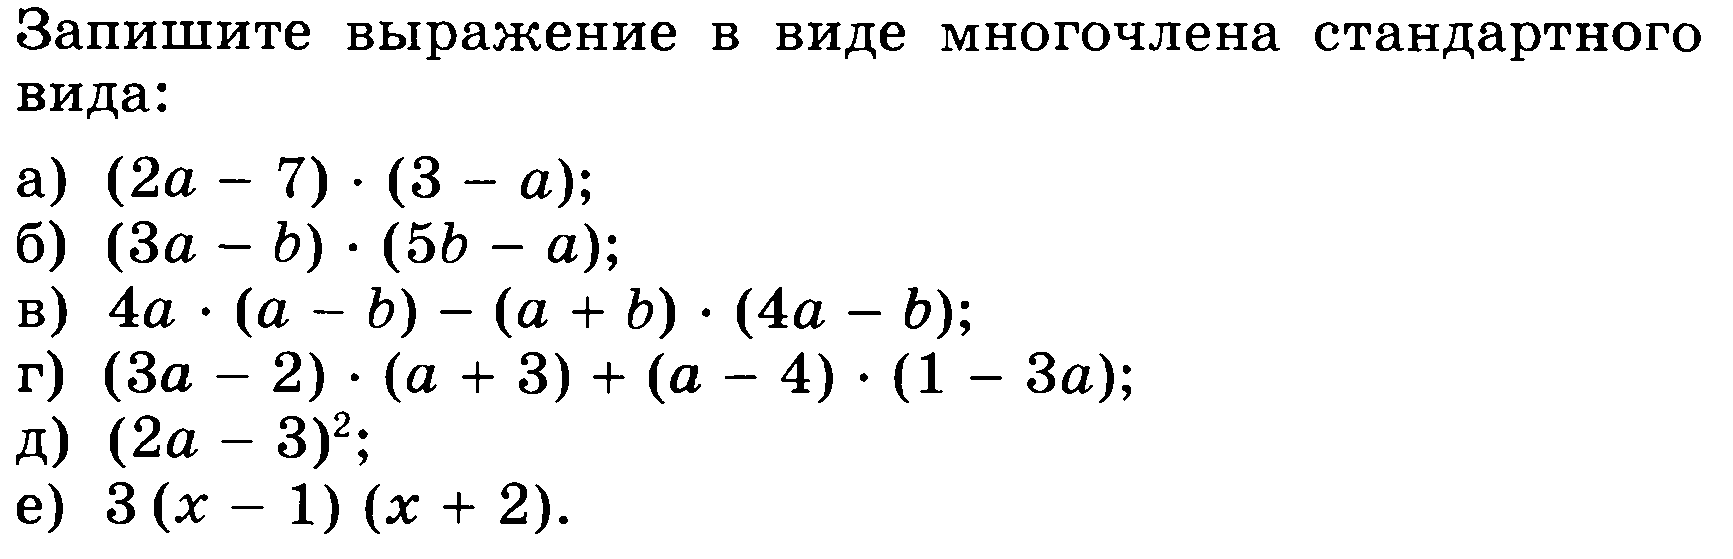 Запишите выражение в виде многочлена стандартного
вида:
а) (2a − 7) · (3 − a);
б) (3a − b) · (5b − a);
в) 4a · (a − b) − (a + b) · (4a − b);
г) (3a − 2) · (a + 3) + (a − 4) · (1 − 3a);
д) (2a − 3)²;
е) 3 (x − 1) (x + 2).